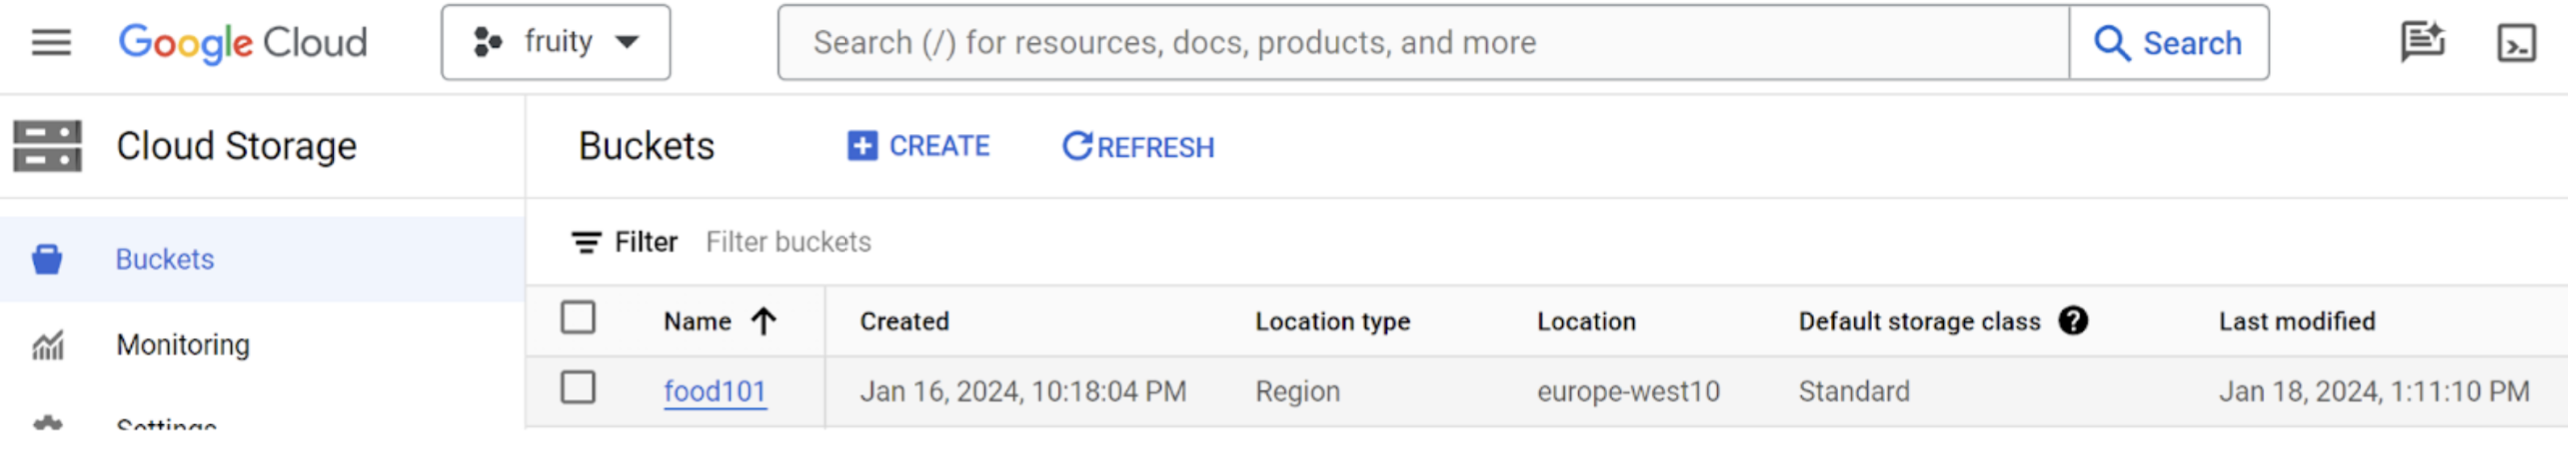 Google Cloud fruity Search (/) for resources, docs, products, and more Search
Cloud Storage Buckets CREATE REFRESH
Buckets Filter Filter buckets
Name Created Location type Location Default storage class Last modified
Monitoring
food101 Jan 16, 2024, 10:18:04 PM Region europe-west10 Standard Jan 18, 2024, 1:11:10 PM
Settings